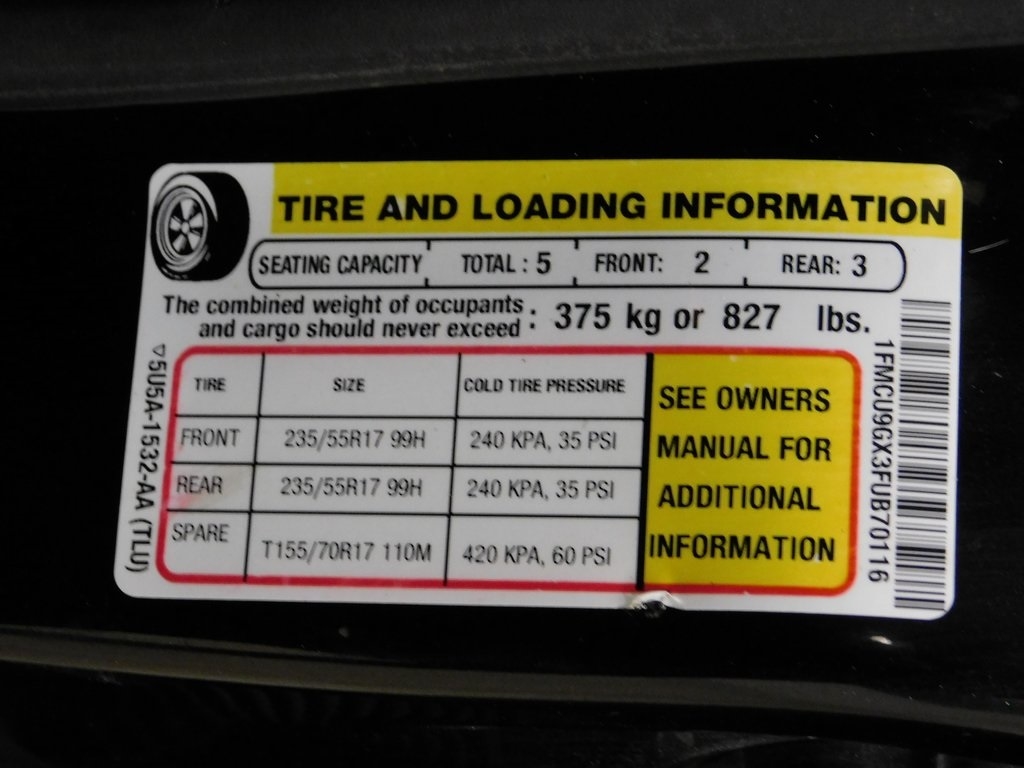 TIRE AND LOADING INFORMATION
SEATING CAPACITY TOTAL : 5 FRONT: 2 REAR: 3
The combined weight of occupants
and cargo should never exceed : 375 kg or 827 lbs.
TIRE SIZE COLD TIRE PRESSURE
FRONT 235/55R17 99H 240 KPA, 35 PSI
REAR 235/55R17 99H 240 KPA, 35 PSI
SPARE T155/70R17 110M 420 KPA, 60 PSI
SEE OWNERS
MANUAL FOR
ADDITIONAL
INFORMATION
▽5U5A-1532-AA (TLU)
1FMCU9GX3FUB70116